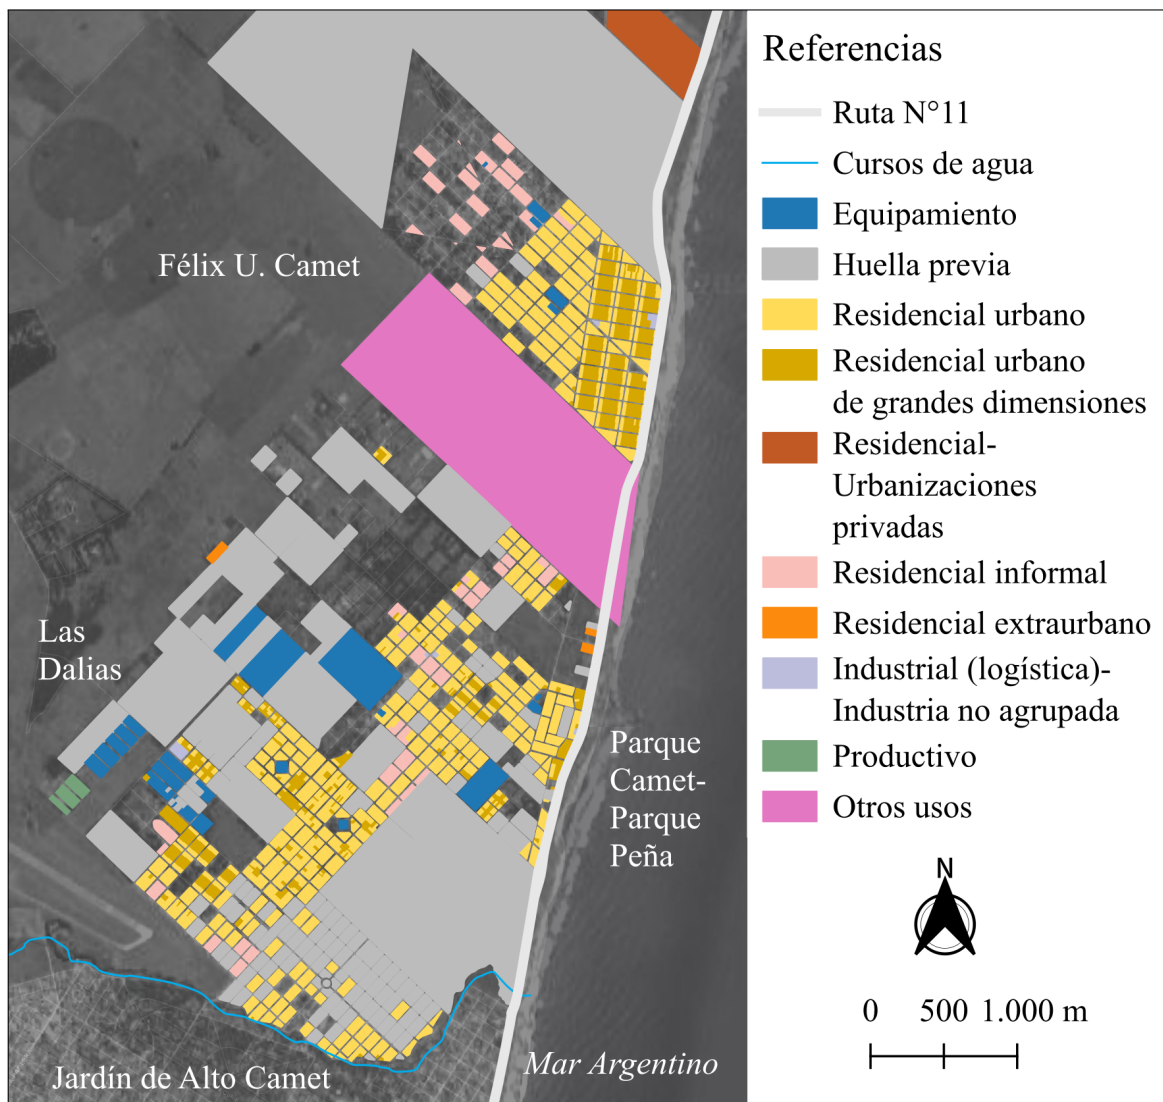 Félix U. Camet
Las
Dalias
Parque
Camet-
Parque
Peña
Mar Argentino
Jardín de Alto Camet
Referencias
Ruta N°11
Cursos de agua
Equipamiento
Huella previa
Residencial urbano
Residencial urbano
de grandes dimensiones
Residencial-
Urbanizaciones
privadas
Residencial informal
Residencial extraurbano
Industrial (logística)-
Industria no agrupada
Productivo
Otros usos
N
0 500 1.000 m